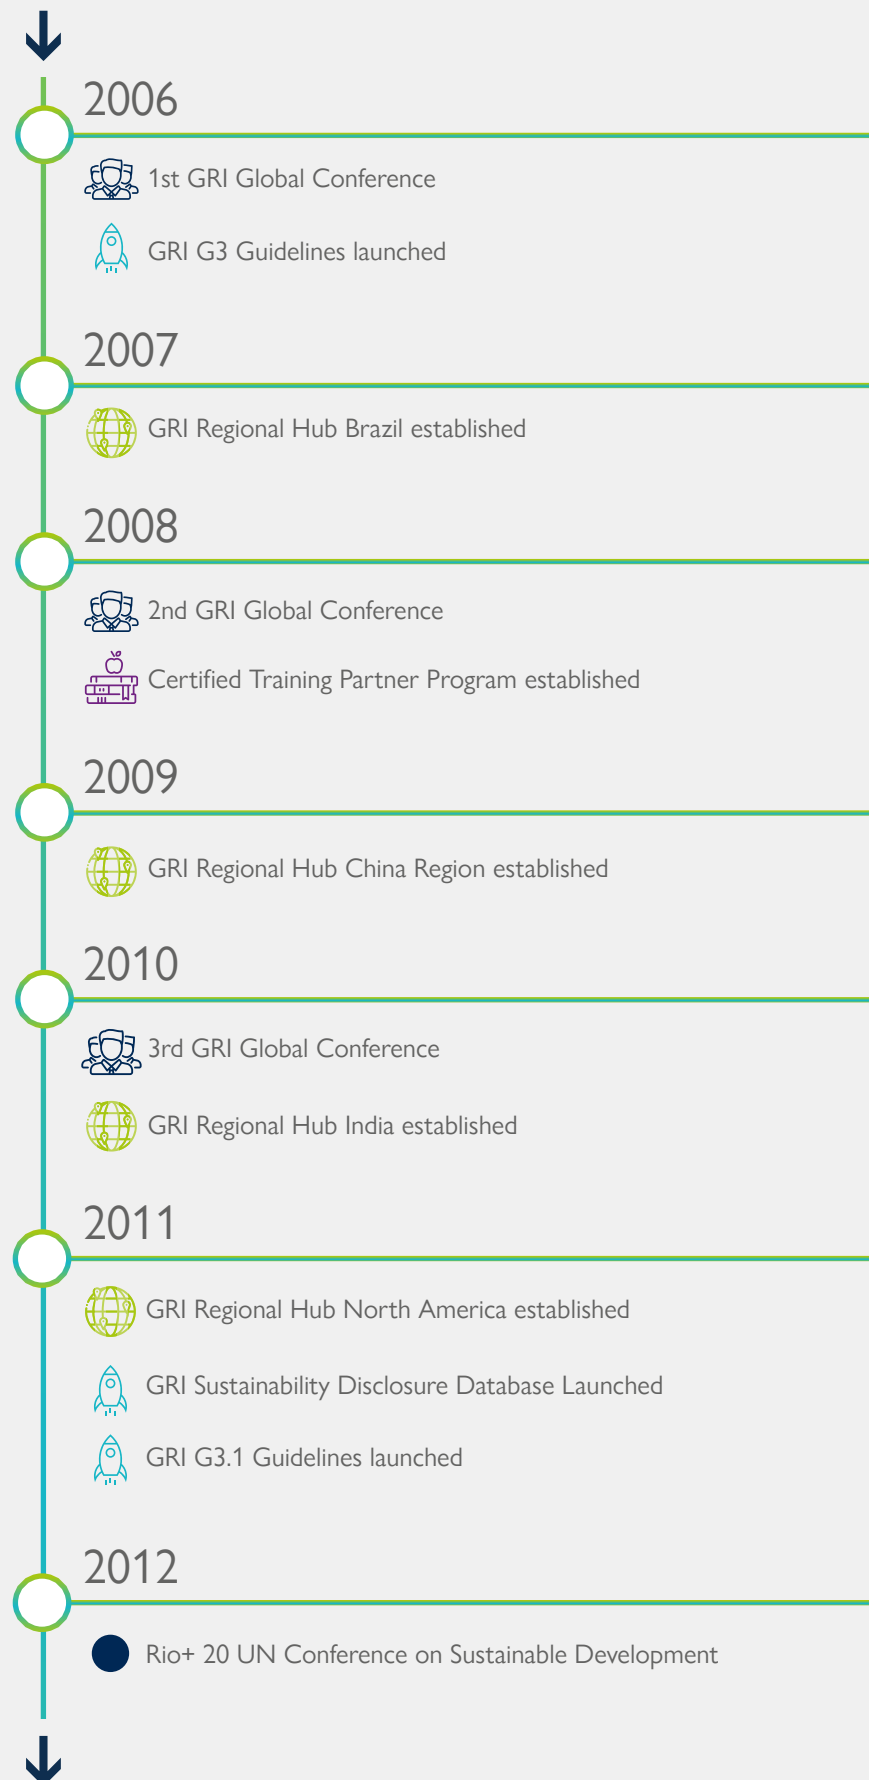 2006
1st GRI Global Conference
GRI G3 Guidelines launched
2007
GRI Regional Hub Brazil established
2008
2nd GRI Global Conference
Certified Training Partner Program established
2009
GRI Regional Hub China Region established
2010
3rd GRI Global Conference
GRI Regional Hub India established
2011
GRI Regional Hub North America established
GRI Sustainability Disclosure Database Launched
GRI G3.1 Guidelines launched
2012
Rio+ 20 UN Conference on Sustainable Development